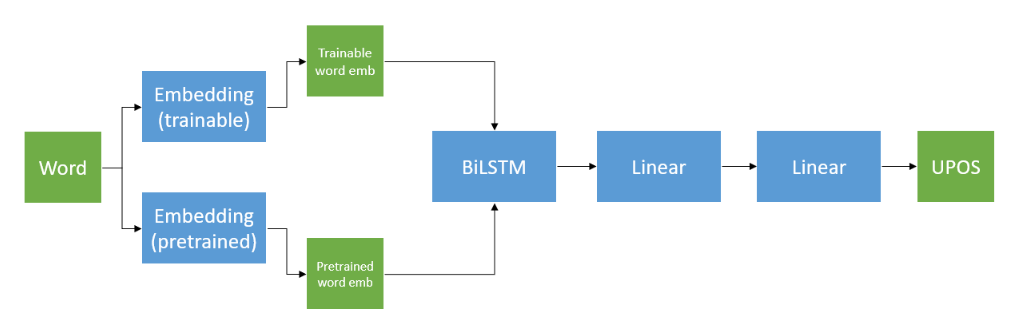 Word
Embedding
(trainable)
Trainable
word emb
Embedding
(pretrained)
Pretrained
word emb
BiLSTM
Linear
Linear
UPOS